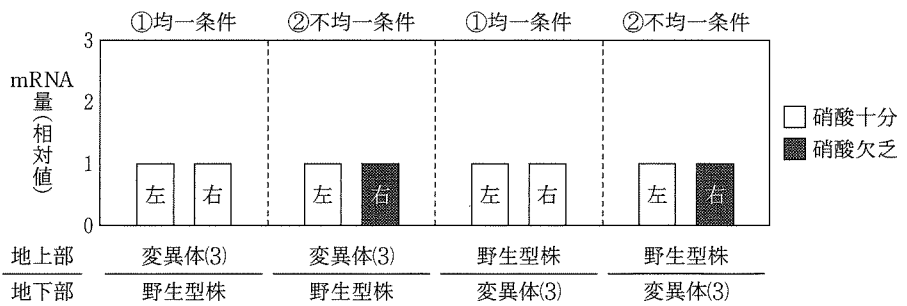 ①均一条件 ②不均一条件 ①均一条件 ②不均一条件
3
2
1
0
mRNA
量(相対値)
左 右 左 右 左 右 左 右
硝酸十分
硝酸欠乏
地上部 変異体(3) 変異体(3) 野生型株 野生型株
地下部 野生型株 野生型株 変異体(3) 変異体(3)